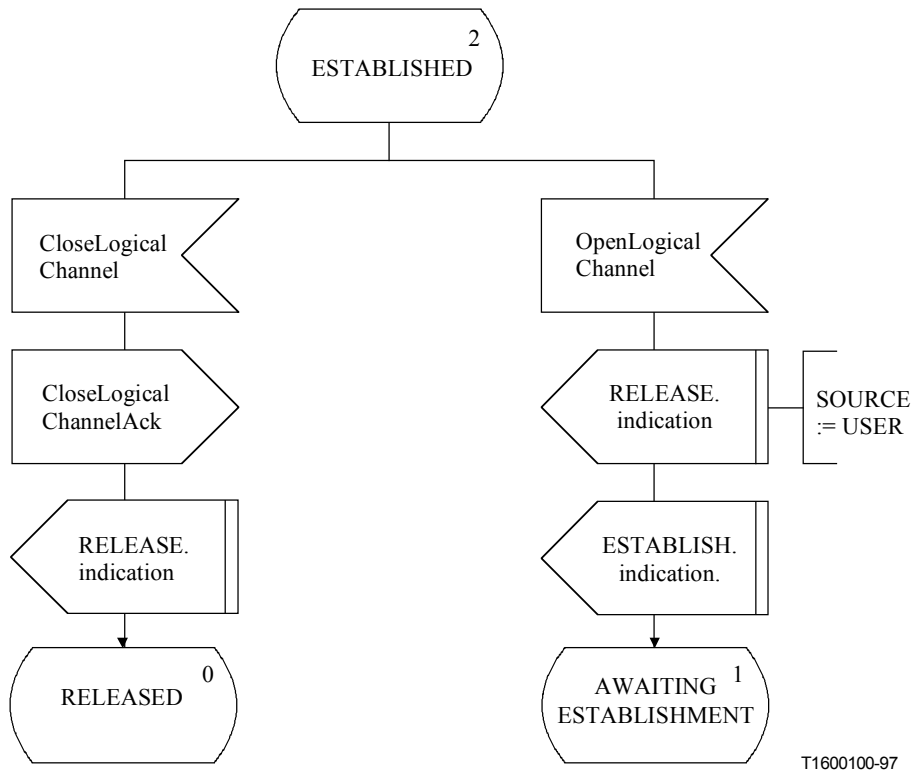 2
ESTABLISHED
CloseLogical
Channel
OpenLogical
Channel
CloseLogical
ChannelAck
RELEASE.
indication
SOURCE
:= USER
RELEASE.
indication
ESTABLISH.
indication.
0
RELEASED
1
AWAITING
ESTABLISHMENT
T1600100-97